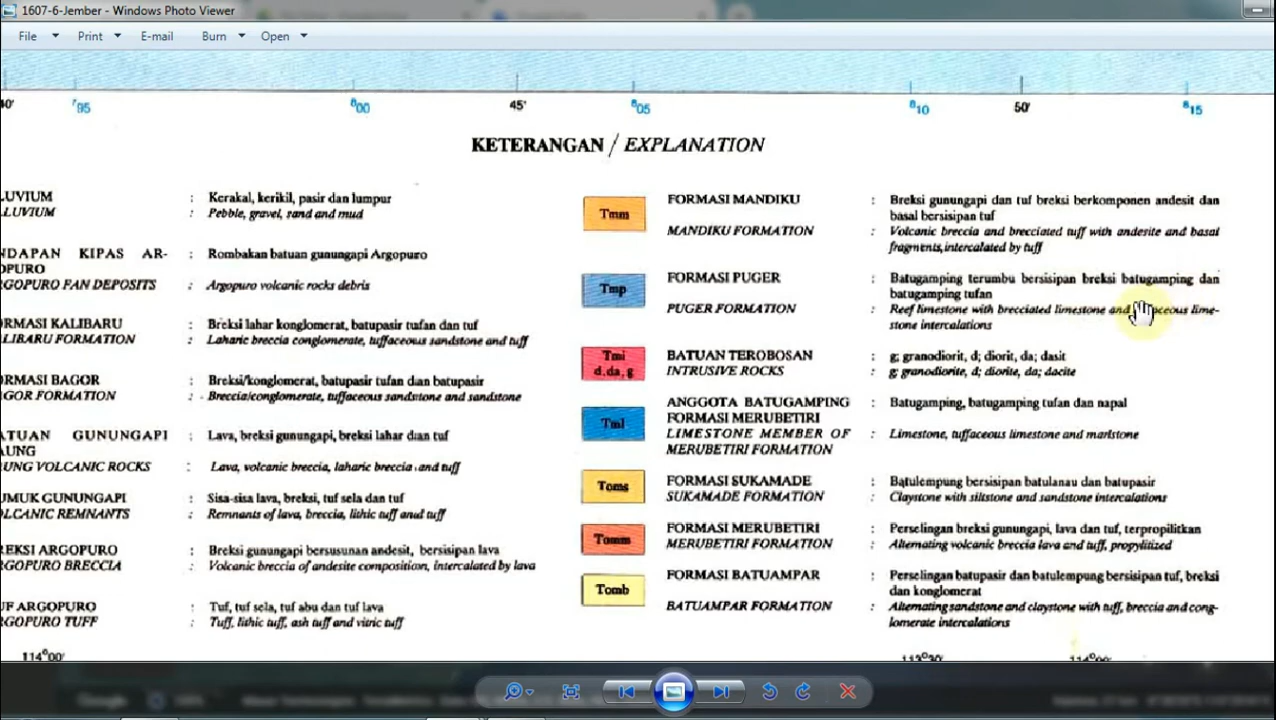 1607-6-Jember - Windows Photo Viewer
File Print E-mail Burn Open
40' 795 800 45' 805 810 50' 815
KETERANGAN / EXPLANATION
LUVIUM : Kerakal, kerikil, pasir dan lumpur
LLUVIUM : Pebble, gravel, sand and mud
NDAPAN KIPAS AR-
OPURO : Rombakan batuan gunungapi Argopuro
RGOPURO FAN DEPOSITS : Argopuro volcanic rocks debris
ORMASI KALIBARU : Breksi lahar konglomerat, batupasir tufan dan tuf
LIBARU FORMATION : Laharic breccia conglomerate, tuffaceous sandstone and tuff
ORMASI BAGOR : Breksi/konglomerat, batupasir tufan dan batupasir
GOR FORMATION : Breccia/conglomerate, tuffaceous sandstone and sandstone
ATUAN GUNUNGAPI : Lava, breksi gunungapi, breksi lahar dan tuf
AUNG
UNG VOLCANIC ROCKS : Lava, volcanic breccia, laharic breccia and tuff
UMUK GUNUNGAPI : Sisa-sisa lava, breksi, tuf sela dan tuf
OLCANIC REMNANTS : Remnants of lava, breccia, lithic tuff and tuff
REKSI ARGOPURO : Breksi gunungapi bersusunan andesit, bersisipan lava
RGOPURO BRECCIA : Volcanic breccia of andesite composition, intercalated by lava
UF ARGOPURO : Tuf, tuf sela, tuf abu dan tuf lava
RGOPURO TUFF : Tuff, lithic tuff, ash tuff and vitric tuff
114°00'
Tmm
FORMASI MANDIKU : Breksi gunungapi dan tuf breksi berkomponen andesit dan
basal bersisipan tuf
MANDIKU FORMATION : Volcanic breccia and brecciated tuff with andesite and basal
fragments, intercalated by tuff
Tmp
FORMASI PUGER : Batugamping terumbu bersisipan breksi batugamping dan
batugamping tufan
PUGER FORMATION : Reef limestone with brecciated limestone and aceous lime-
stone intercalations
Tmi
d,da,g
BATUAN TEROBOSAN : g; granodiorit, d; diorit, da; dasit
INTRUSIVE ROCKS : g; granodiorite, d; diorite, da; dacite
Tml
ANGGOTA BATUGAMPING : Batugamping, batugamping tufan dan napal
FORMASI MERUBETIRI
LIMESTONE MEMBER OF : Limestone, tuffaceous limestone and marlstone
MERUBETIRI FORMATION
Toms
FORMASI SUKAMADE : Batulempung bersisipan batulanau dan batupasir
SUKAMADE FORMATION : Claystone with siltstone and sandstone intercalations
Tomm
FORMASI MERUBETIRI : Perselingan breksi gunungapi, lava dan tuf, terpropilitkan
MERUBETIRI FORMATION : Alternating volcanic breccia lava and tuff, propylitized
Tomb
FORMASI BATUAMPAR : Perselingan batupasir dan batulempung bersisipan tuf, breksi
dan konglomerat
BATUAMPAR FORMATION : Alternating sandstone and claystone with tuff, breccia and cong-
lomerate intercalations
113°30' 114°00'